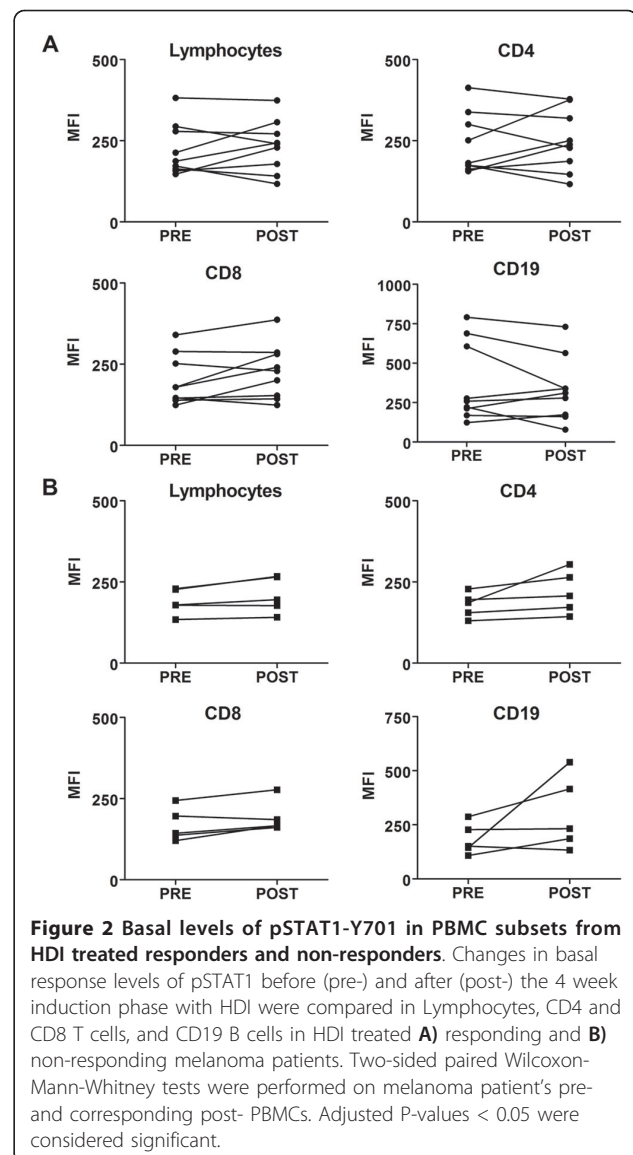 A
Lymphocytes
CD4
500
250
0
MFI
PRE
POST
500
250
0
MFI
PRE
POST
CD8
CD19
500
250
0
MFI
PRE
POST
1000
750
500
250
0
MFI
PRE
POST
B
Lymphocytes
CD4
500
250
0
MFI
PRE
POST
500
250
0
MFI
PRE
POST
CD8
CD19
500
250
0
MFI
PRE
POST
750
500
250
0
MFI
PRE
POST
Figure 2 Basal levels of pSTAT1-Y701 in PBMC subsets from
HDI treated responders and non-responders. Changes in basal
response levels of pSTAT1 before (pre-) and after (post-) the 4 week
induction phase with HDI were compared in Lymphocytes, CD4 and
CD8 T cells, and CD19 B cells in HDI treated A) responding and B)
non-responding melanoma patients. Two-sided paired Wilcoxon-
Mann-Whitney tests were performed on melanoma patient's pre-
and corresponding post- PBMCs. Adjusted P-values < 0.05 were
considered significant.